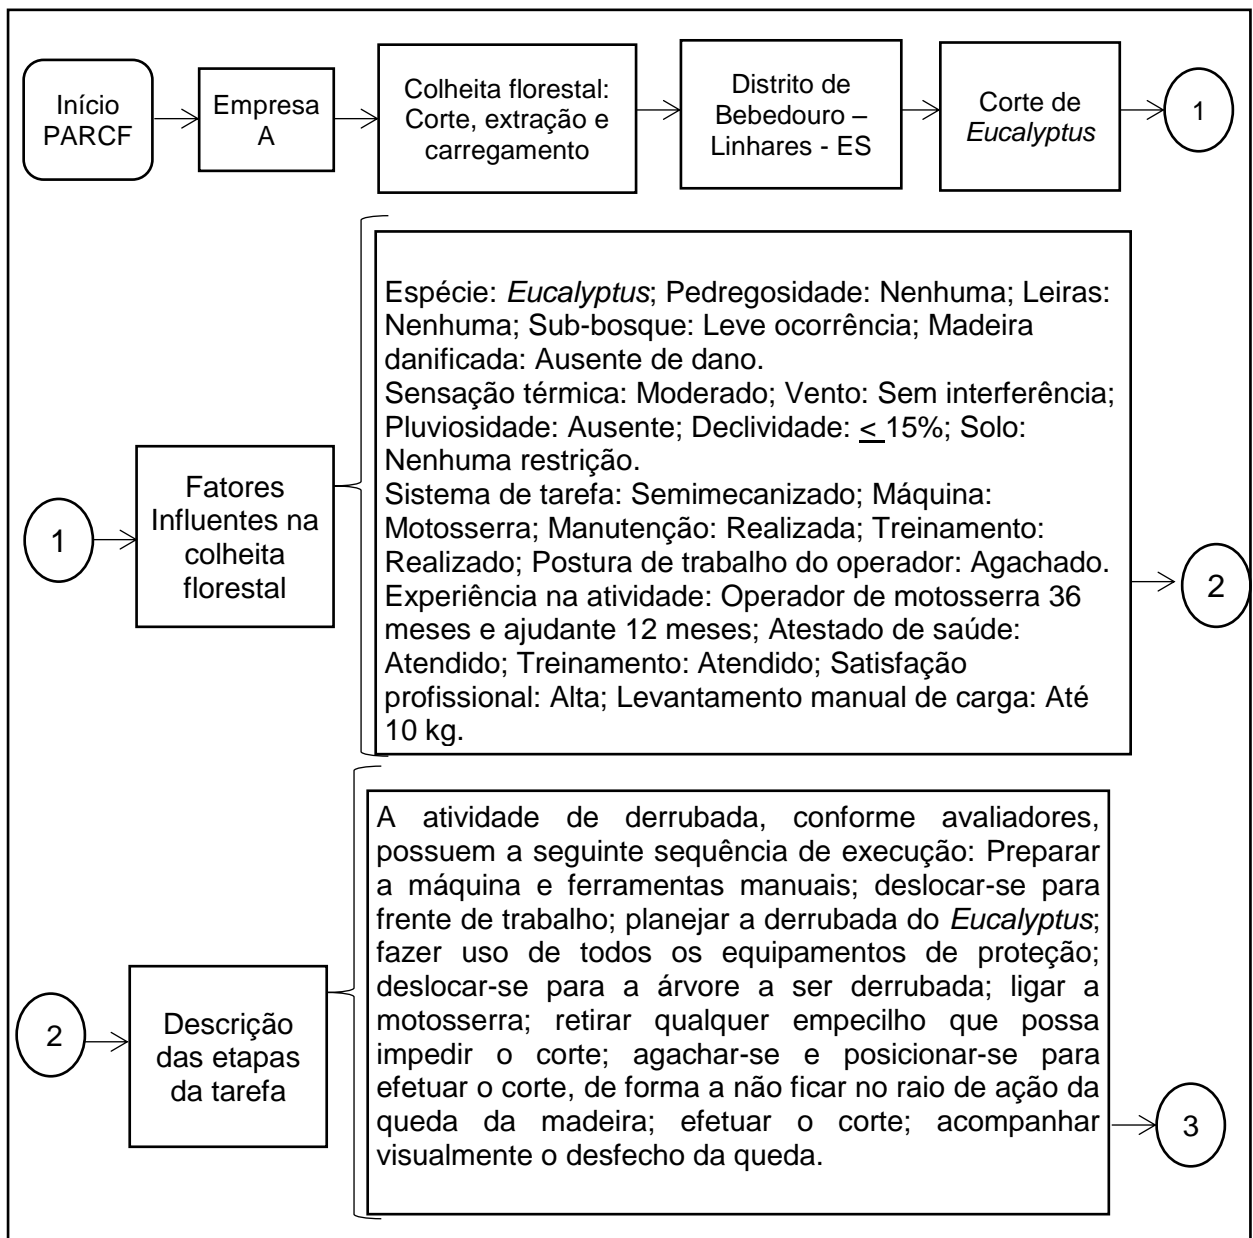 Início
PARCF
Empresa
A
Colheita florestal:
Corte, extração e
carregamento
Distrito de
Bebedouro –
Linhares - ES
Corte de
Eucalyptus
1
1
Fatores
Influentes na
colheita
florestal
Espécie: Eucalyptus; Pedregosidade: Nenhuma; Leiras:
Nenhuma; Sub-bosque: Leve ocorrência; Madeira
danificada: Ausente de dano.
Sensação térmica: Moderado; Vento: Sem interferência;
Pluviosidade: Ausente; Declividade: < 15%; Solo:
Nenhuma restrição.
Sistema de tarefa: Semimecanizado; Máquina:
Motosserra; Manutenção: Realizada; Treinamento:
Realizado; Postura de trabalho do operador: Agachado.
Experiência na atividade: Operador de motosserra 36
meses e ajudante 12 meses; Atestado de saúde:
Atendido; Treinamento: Atendido; Satisfação
profissional: Alta; Levantamento manual de carga: Até
10 kg.
2
2
Descrição
das etapas
da tarefa
A atividade de derrubada, conforme avaliadores,
possuem a seguinte sequência de execução: Preparar
a máquina e ferramentas manuais; deslocar-se para
frente de trabalho; planejar a derrubada do Eucalyptus;
fazer uso de todos os equipamentos de proteção;
deslocar-se para a árvore a ser derrubada; ligar a
motosserra; retirar qualquer empecilho que possa
impedir o corte; agachar-se e posicionar-se para
efetuar o corte, de forma a não ficar no raio de ação da
queda da madeira; efetuar o corte; acompanhar
visualmente o desfecho da queda.
3